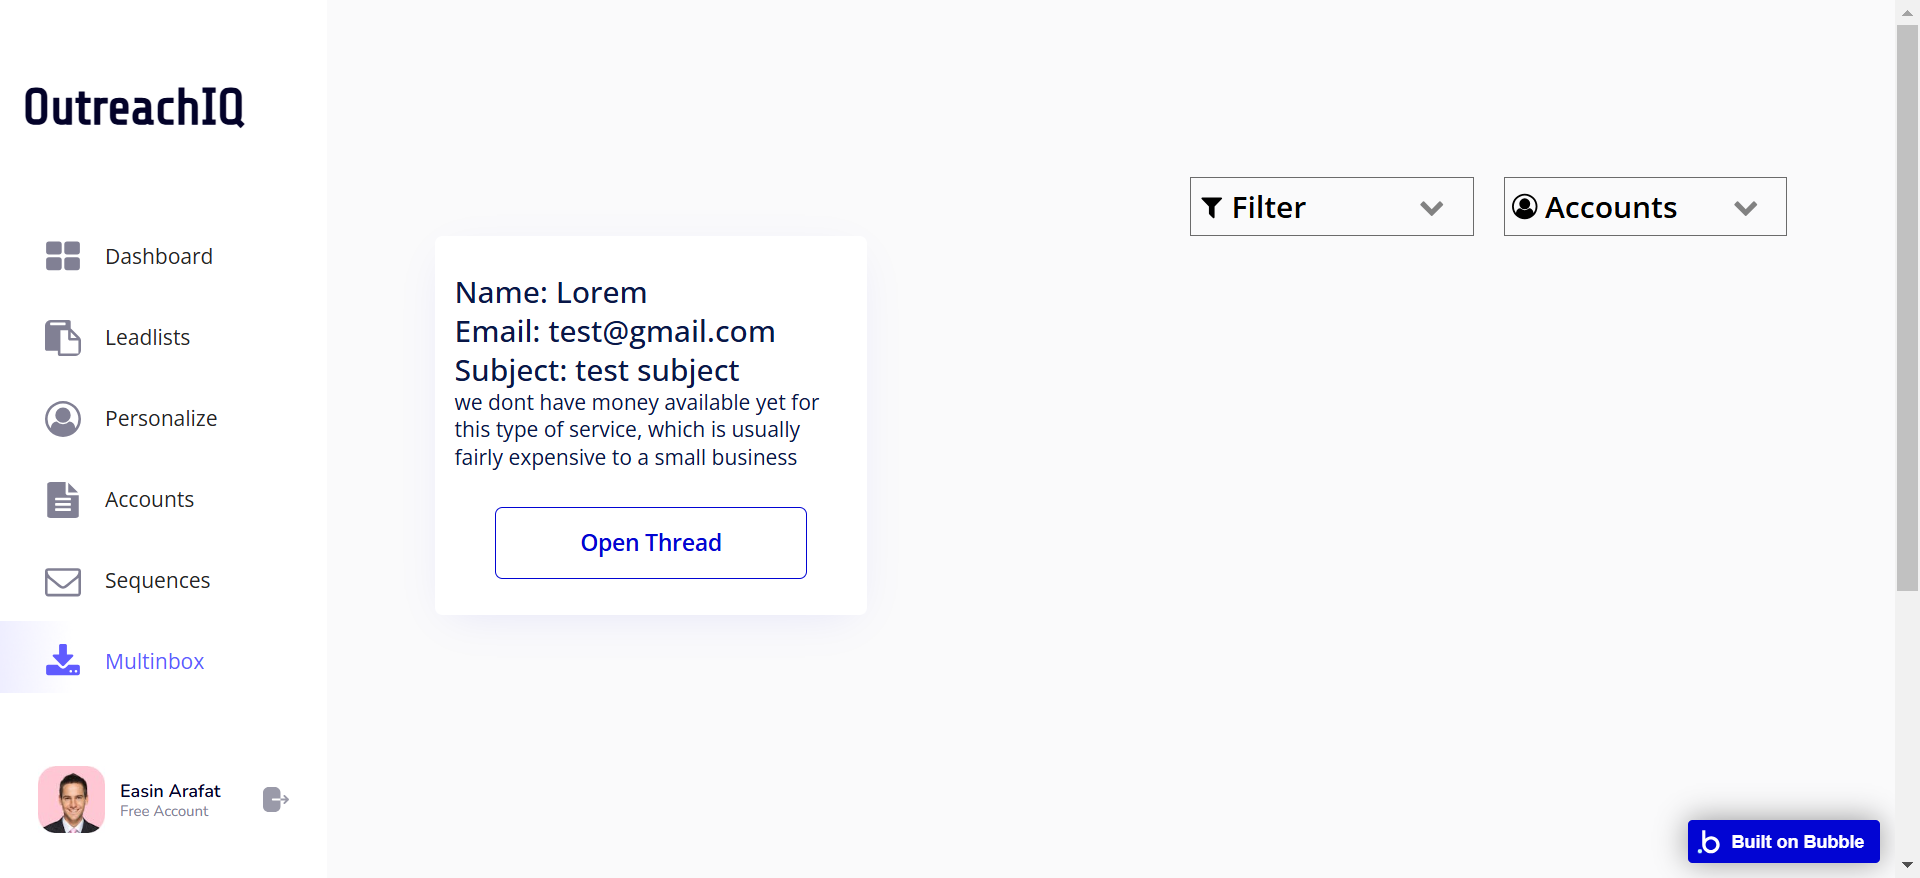 OutreachIQ
Dashboard
Leadlists
Personalize
Accounts
Sequences
Multinbox
Easin Arafat
Free Account
Filter
Accounts
Name: Lorem
Email: test@gmail.com
Subject: test subject
we dont have money available yet for
this type of service, which is usually
fairly expensive to a small business
Open Thread
Built on Bubble